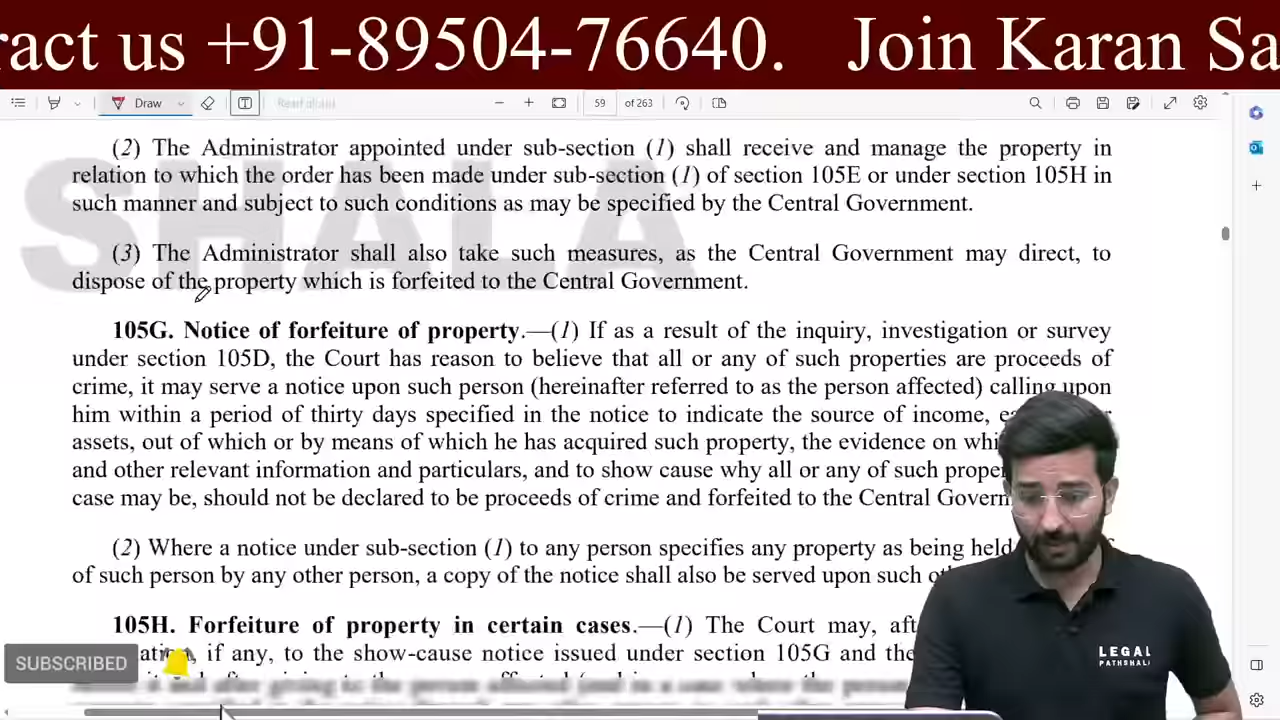 ract us +91-89504-76640. Join Karan Sa
Draw
Read aloud
59 of 263
(2) The Administrator appointed under sub-section (1) shall receive and manage the property in
relation to which the order has been made under sub-section (1) of section 105E or under section 105H in
such manner and subject to such conditions as may be specified by the Central Government.
SHALA
(3) The Administrator shall also take such measures, as the Central Government may direct, to
dispose of the property which is forfeited to the Central Government.
105G. Notice of forfeiture of property.—(1) If as a result of the inquiry, investigation or survey
under section 105D, the Court has reason to believe that all or any of such properties are proceeds of
crime, it may serve a notice upon such person (hereinafter referred to as the person affected) calling upon
him within a period of thirty days specified in the notice to indicate the source of income,
assets, out of which or by means of which he has acquired such property, the evidence on
and other relevant information and particulars, and to show cause why all or any of such
case may be, should not be declared to be proceeds of crime and forfeited to the Central
(2) Where a notice under sub-section (1) to any person specifies any property as being held
of such person by any other person, a copy of the notice shall also be served upon such
105H. Forfeiture of property in certain cases.—(1) The Court may,
if any, to the show-cause notice issued under section 105G and the
SUBSCRIBED
LEGAL
PATHSHALA